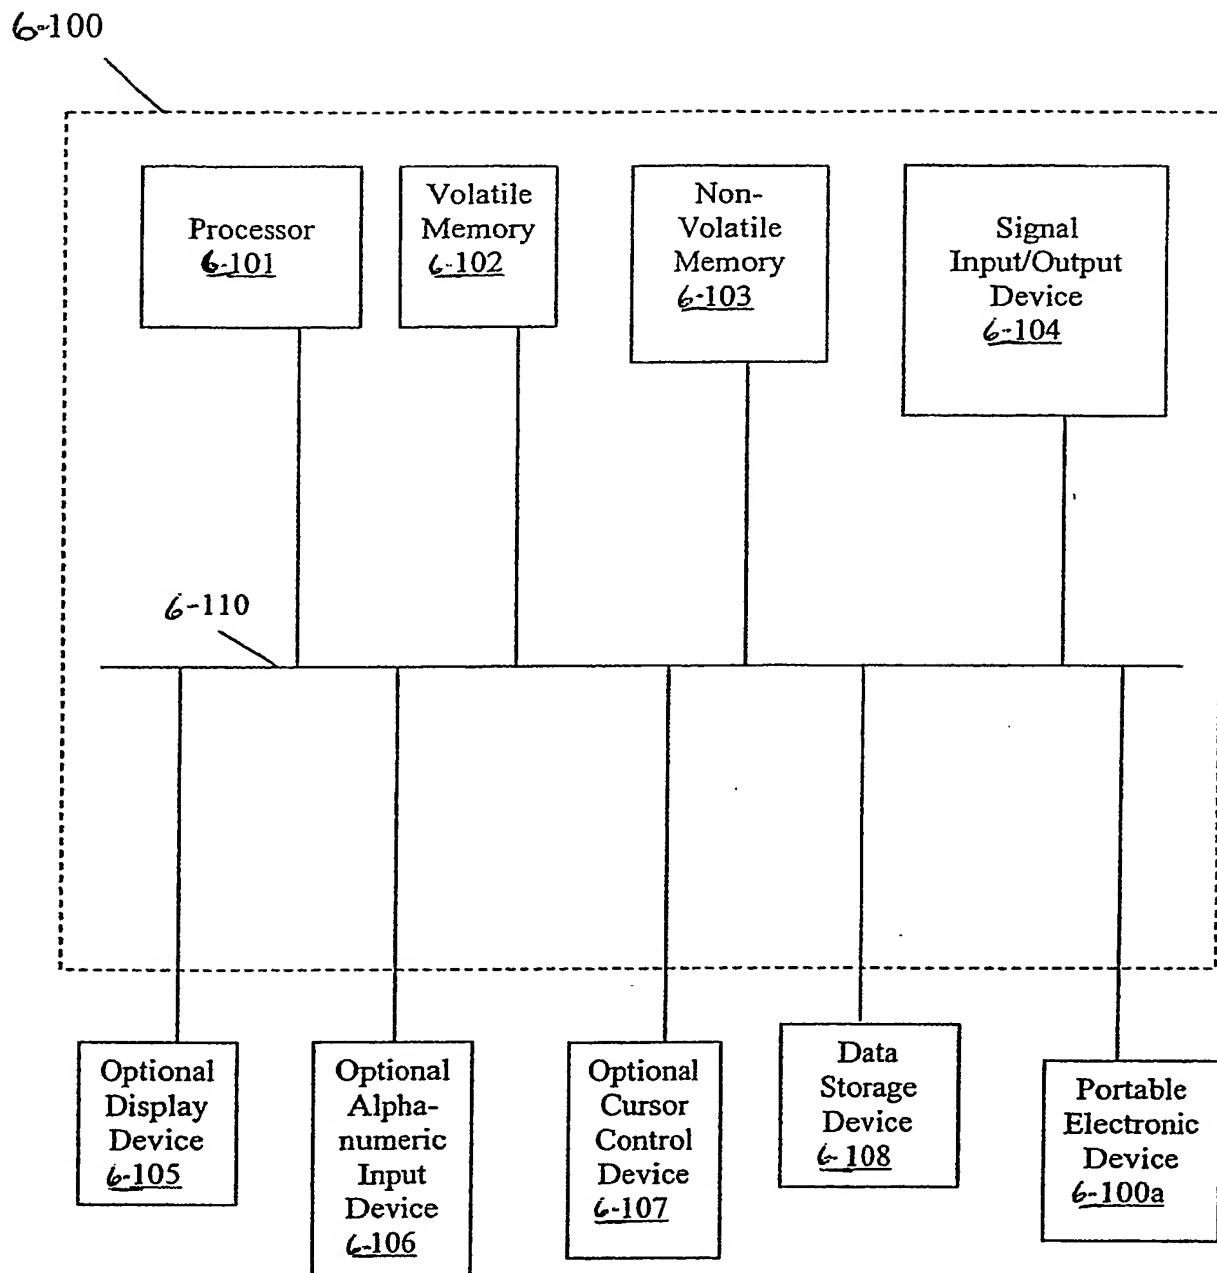 6-100
Processor
6-101
Volatile
Memory
6-102
Non-
Volatile
Memory
6-103
Signal
Input/Output
Device
6-104
6-110
Optional
Display
Device
6-105
Optional
Alpha-
numeric
Input
Device
6-106
Optional
Cursor
Control
Device
6-107
Data
Storage
Device
6-108
Portable
Electronic
Device
6-100a